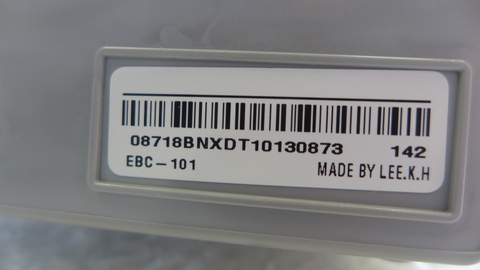 08718BNXDT10130873 142
EBC-101 MADE BY LEE.K.H